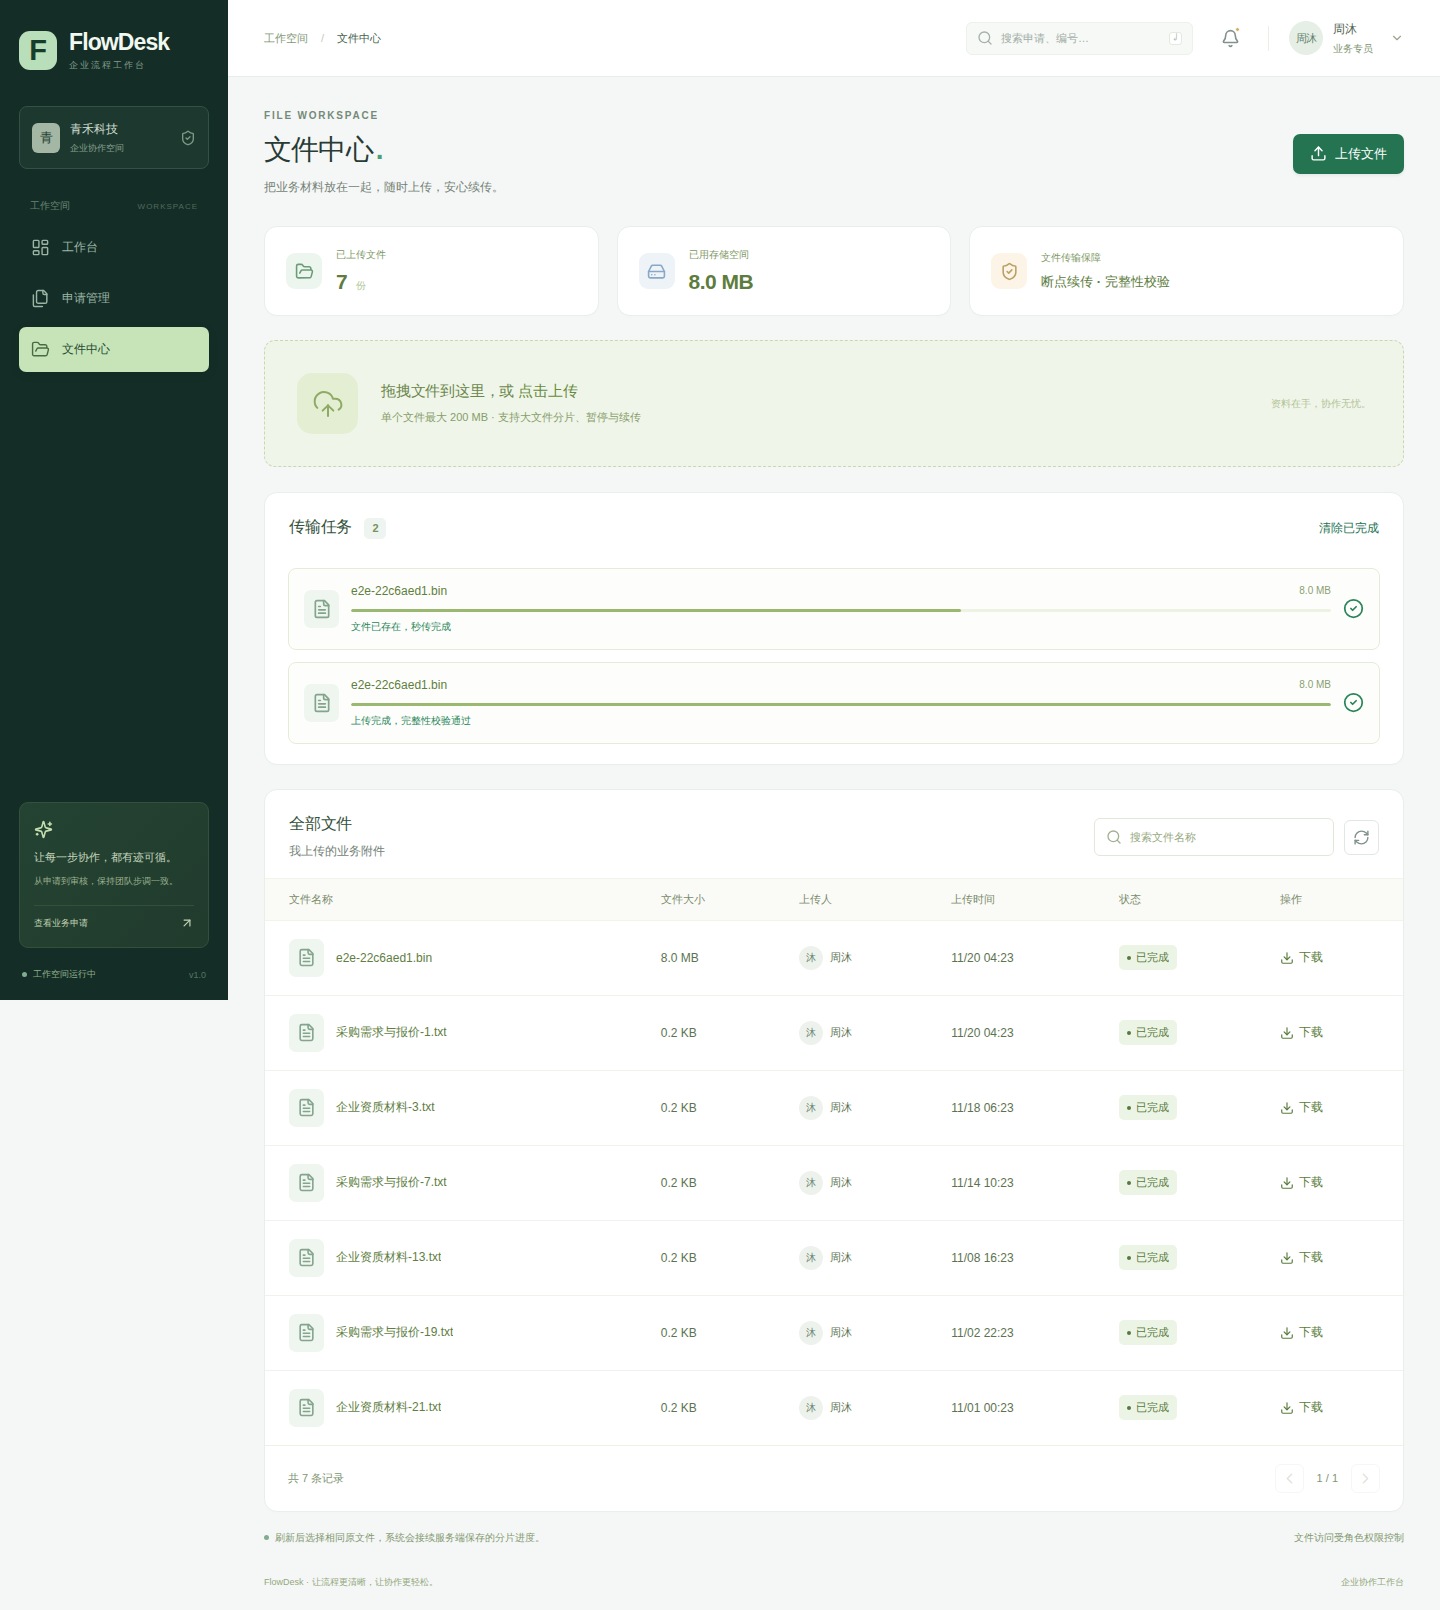 F
FlowDesk
企业流程工作台
青
青禾科技
企业协作空间
工作空间
WORKSPACE
工作台
申请管理
文件中心
让每一步协作，都有迹可循。
从申请到审核，保持团队步调一致。
查看业务申请
工作空间运行中
v1.0
工作空间 / 文件中心
搜索申请、编号…
周沐
周沐
业务专员
FILE WORKSPACE
文件中心.
把业务材料放在一起，随时上传，安心续传。
上传文件
已上传文件
7 份
已用存储空间
8.0 MB
文件传输保障
断点续传 · 完整性校验
拖拽文件到这里，或 点击上传
单个文件最大 200 MB · 支持大文件分片、暂停与续传
资料在手，协作无忧。
传输任务 2
清除已完成
e2e-22c6aed1.bin
8.0 MB
文件已存在，秒传完成
e2e-22c6aed1.bin
8.0 MB
上传完成，完整性校验通过
全部文件
我上传的业务附件
搜索文件名称
文件名称 文件大小 上传人 上传时间 状态 操作
e2e-22c6aed1.bin 8.0 MB 沐 周沐 11/20 04:23 已完成 下载
采购需求与报价-1.txt 0.2 KB 沐 周沐 11/20 04:23 已完成 下载
企业资质材料-3.txt 0.2 KB 沐 周沐 11/18 06:23 已完成 下载
采购需求与报价-7.txt 0.2 KB 沐 周沐 11/14 10:23 已完成 下载
企业资质材料-13.txt 0.2 KB 沐 周沐 11/08 16:23 已完成 下载
采购需求与报价-19.txt 0.2 KB 沐 周沐 11/02 22:23 已完成 下载
企业资质材料-21.txt 0.2 KB 沐 周沐 11/01 00:23 已完成 下载
共 7 条记录
1 / 1
刷新后选择相同原文件，系统会接续服务端保存的分片进度。
文件访问受角色权限控制
FlowDesk · 让流程更清晰，让协作更轻松。
企业协作工作台